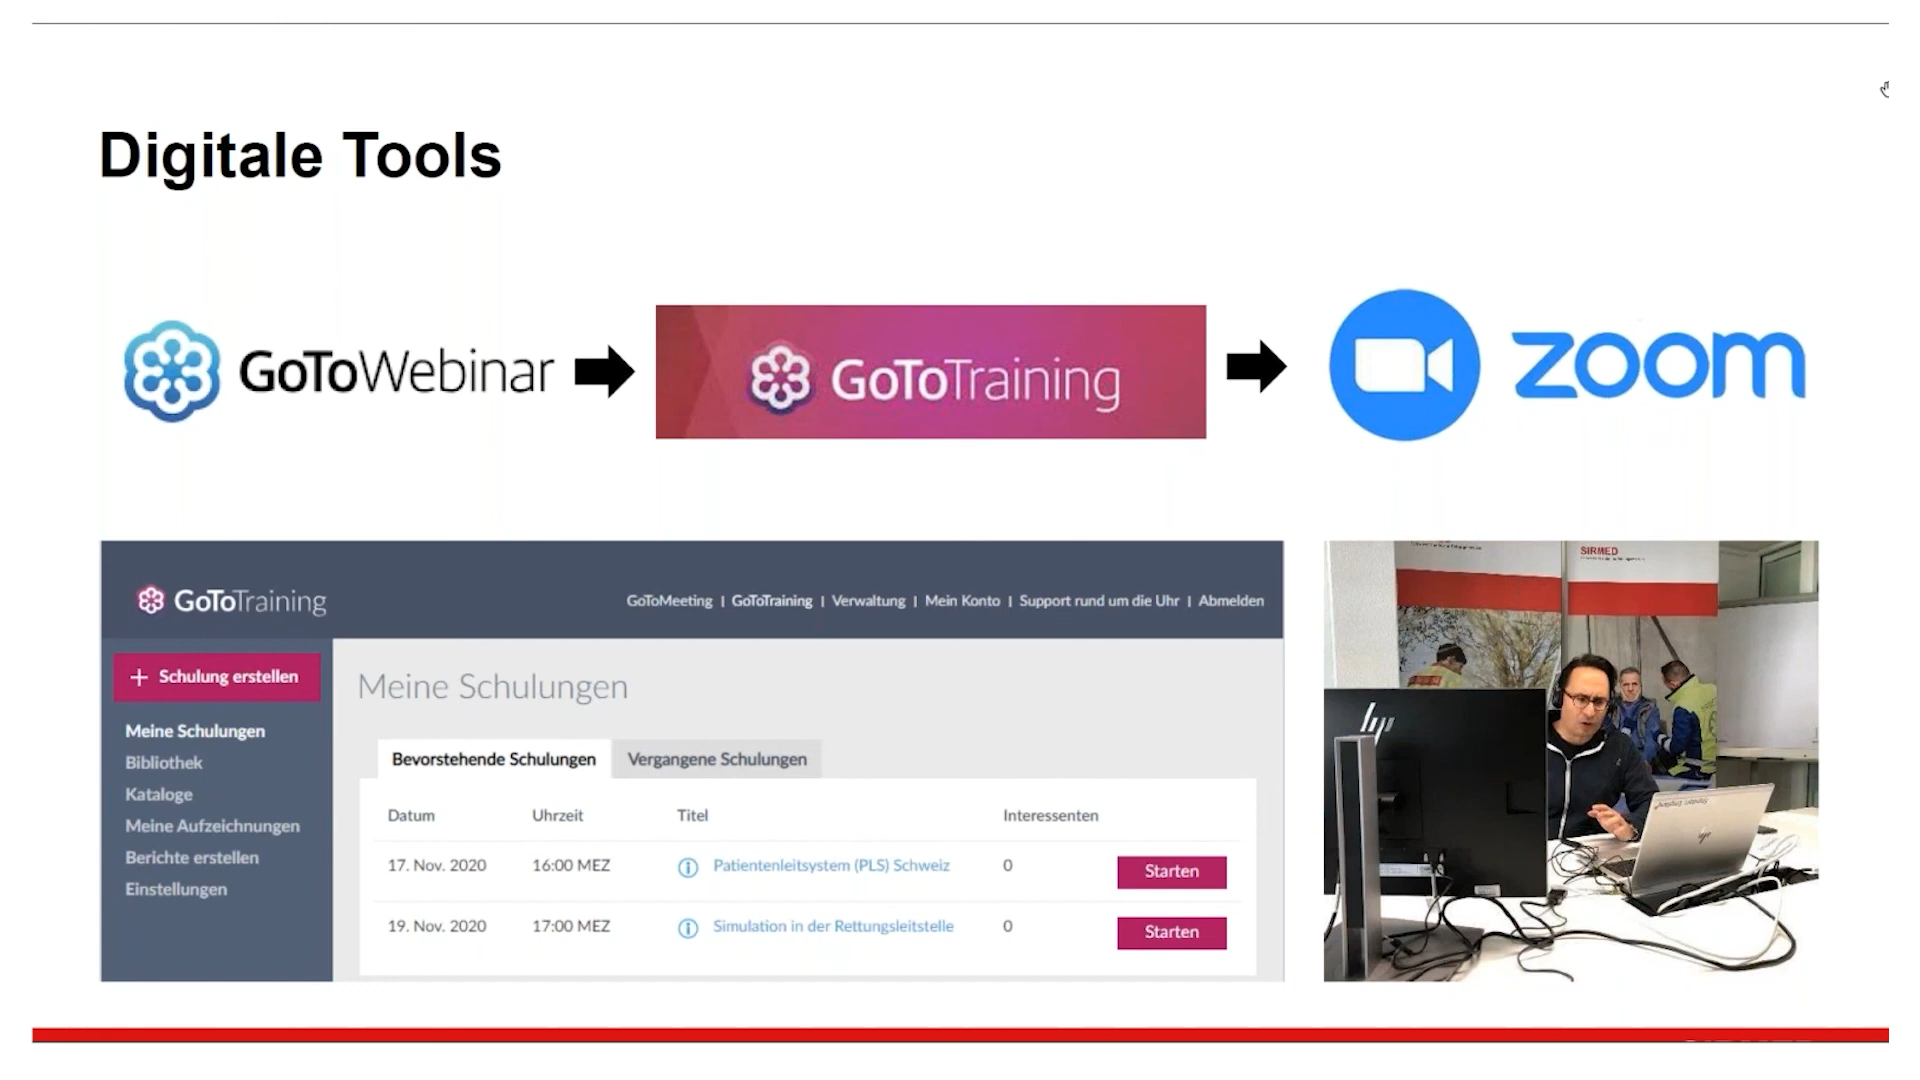 Digitale Tools
GoToWebinar
GoToTraining
zoom
GoToTraining
GoToMeeting | GoToTraining | Verwaltung | Mein Konto | Support rund um die Uhr | Abmelden
+ Schulung erstellen
Meine Schulungen
Bibliothek
Kataloge
Meine Aufzeichnungen
Berichte erstellen
Einstellungen
Meine Schulungen
Bevorstehende Schulungen Vergangene Schulungen
Datum Uhrzeit Titel Interessenten
17. Nov. 2020 16:00 MEZ Patientenleitsystem (PLS) Schweiz 0 Starten
19. Nov. 2020 17:00 MEZ Simulation in der Rettungsleitstelle 0 Starten
SIRMED
hp